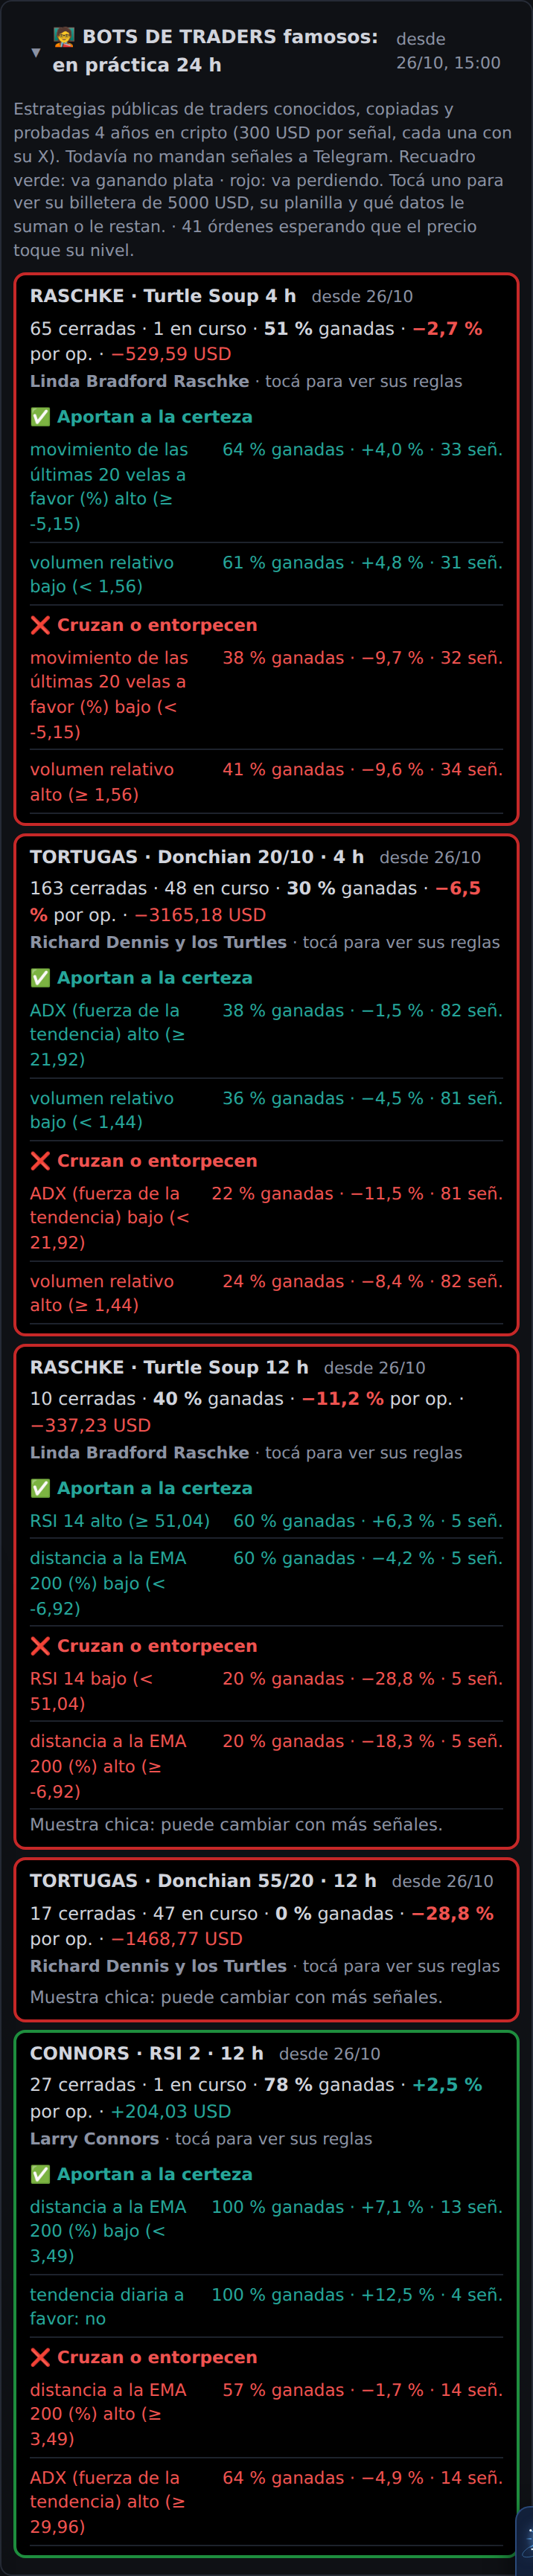 ▼ 🧑‍🏫 BOTS DE TRADERS famosos: desde
en práctica 24 h 26/10, 15:00
Estrategias públicas de traders conocidos, copiadas y
probadas 4 años en cripto (300 USD por señal, cada una con
su X). Todavía no mandan señales a Telegram. Recuadro
verde: va ganando plata · rojo: va perdiendo. Tocá uno para
ver su billetera de 5000 USD, su planilla y qué datos le
suman o le restan. · 41 órdenes esperando que el precio
toque su nivel.
RASCHKE · Turtle Soup 4 h desde 26/10
65 cerradas · 1 en curso · 51 % ganadas · −2,7 %
por op. · −529,59 USD
Linda Bradford Raschke · tocá para ver sus reglas
✅ Aportan a la certeza
movimiento de las 64 % ganadas · +4,0 % · 33 señ.
últimas 20 velas a
favor (%) alto (≥
-5,15)
volumen relativo 61 % ganadas · +4,8 % · 31 señ.
bajo (< 1,56)
❌ Cruzan o entorpecen
movimiento de las 38 % ganadas · −9,7 % · 32 señ.
últimas 20 velas a
favor (%) bajo (<
-5,15)
volumen relativo 41 % ganadas · −9,6 % · 34 señ.
alto (≥ 1,56)
TORTUGAS · Donchian 20/10 · 4 h desde 26/10
163 cerradas · 48 en curso · 30 % ganadas · −6,5
% por op. · −3165,18 USD
Richard Dennis y los Turtles · tocá para ver sus reglas
✅ Aportan a la certeza
ADX (fuerza de la 38 % ganadas · −1,5 % · 82 señ.
tendencia) alto (≥
21,92)
volumen relativo 36 % ganadas · −4,5 % · 81 señ.
bajo (< 1,44)
❌ Cruzan o entorpecen
ADX (fuerza de la 22 % ganadas · −11,5 % · 81 señ.
tendencia) bajo (<
21,92)
volumen relativo 24 % ganadas · −8,4 % · 82 señ.
alto (≥ 1,44)
RASCHKE · Turtle Soup 12 h desde 26/10
10 cerradas · 40 % ganadas · −11,2 % por op. ·
−337,23 USD
Linda Bradford Raschke · tocá para ver sus reglas
✅ Aportan a la certeza
RSI 14 alto (≥ 51,04) 60 % ganadas · +6,3 % · 5 señ.
distancia a la EMA 60 % ganadas · −4,2 % · 5 señ.
200 (%) bajo (<
-6,92)
❌ Cruzan o entorpecen
RSI 14 bajo (< 20 % ganadas · −28,8 % · 5 señ.
51,04)
distancia a la EMA 20 % ganadas · −18,3 % · 5 señ.
200 (%) alto (≥
-6,92)
Muestra chica: puede cambiar con más señales.
TORTUGAS · Donchian 55/20 · 12 h desde 26/10
17 cerradas · 47 en curso · 0 % ganadas · −28,8 %
por op. · −1468,77 USD
Richard Dennis y los Turtles · tocá para ver sus reglas
Muestra chica: puede cambiar con más señales.
CONNORS · RSI 2 · 12 h desde 26/10
27 cerradas · 1 en curso · 78 % ganadas · +2,5 %
por op. · +204,03 USD
Larry Connors · tocá para ver sus reglas
✅ Aportan a la certeza
distancia a la EMA 100 % ganadas · +7,1 % · 13 señ.
200 (%) bajo (<
3,49)
tendencia diaria a 100 % ganadas · +12,5 % · 4 señ.
favor: no
❌ Cruzan o entorpecen
distancia a la EMA 57 % ganadas · −1,7 % · 14 señ.
200 (%) alto (≥
3,49)
ADX (fuerza de la 64 % ganadas · −4,9 % · 14 señ.
tendencia) alto (≥
29,96)